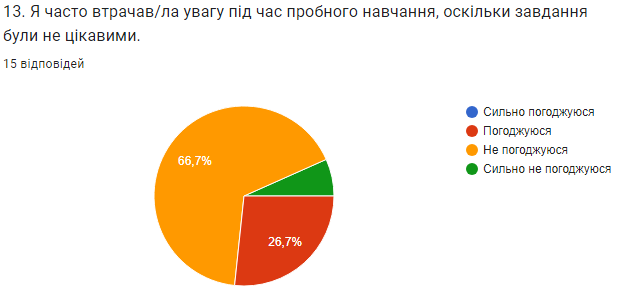 13. Я часто втрачав/ла увагу під час пробного навчання, оскільки завдання
були не цікавими.
15 відповідей
Сильно погоджуюся
Погоджуюся
Не погоджуюся
Сильно не погоджуюся
66,7%
26,7%